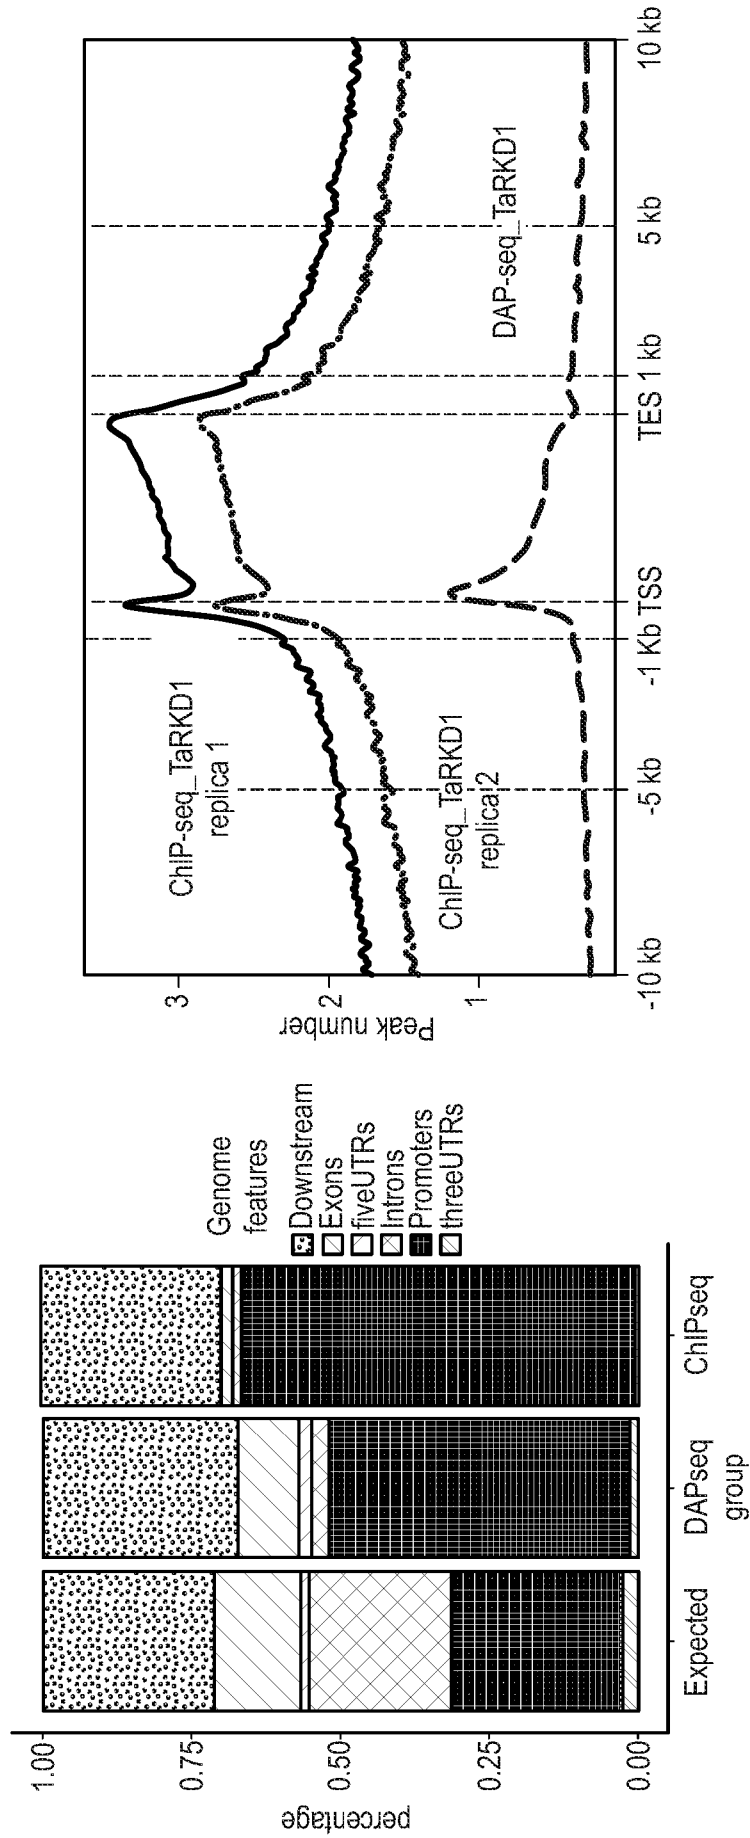 percentage
1.00
0.75
0.50
0.25
0.00
Expected
DAPseq
ChIPseq
group
Genome
features
Downstream
Exons
fiveUTRs
Introns
Promoters
threeUTRs
Peak number
3
2
1
ChIP-seq_TaRKD1
replica 1
ChIP-seq_TaRKD1
replica 2
DAP-seq_TaRKD1
-10 kb
-5 kb
-1 Kb
TSS
TES
1 kb
5 kb
10 kb